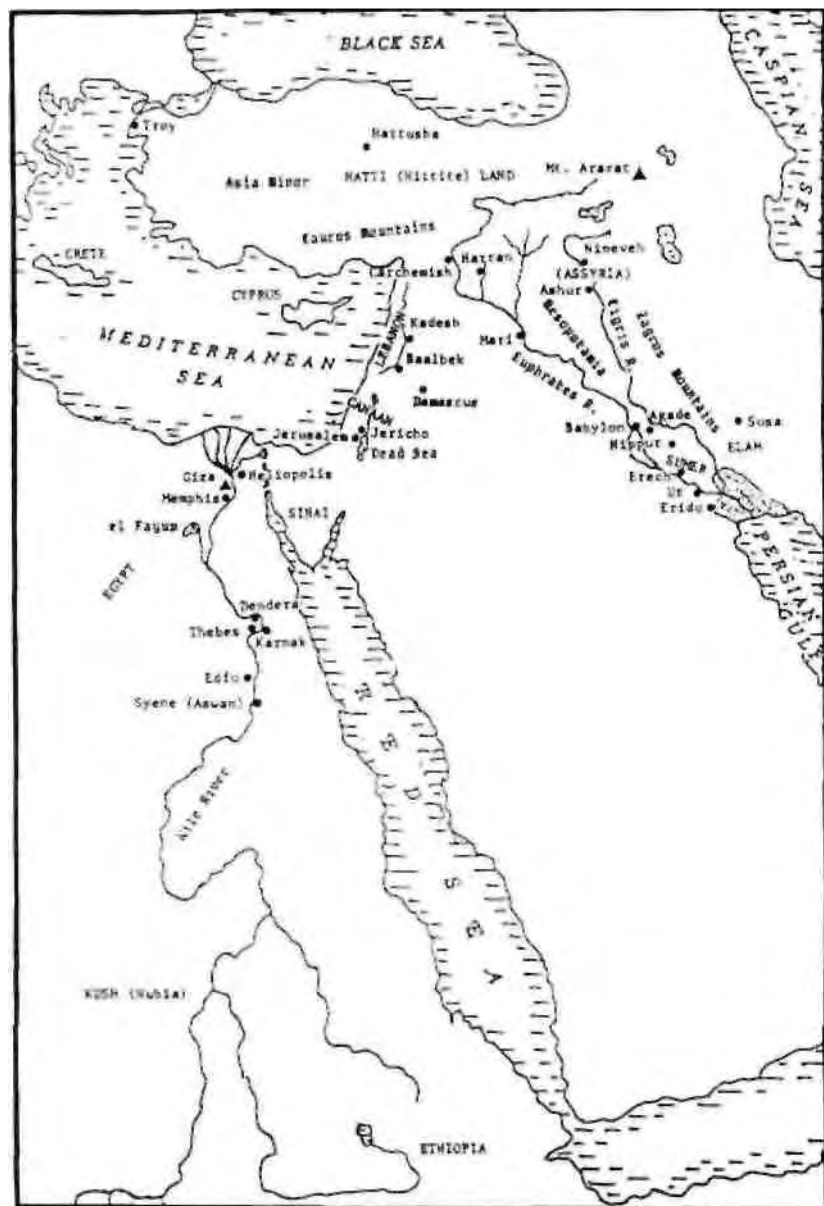 BLACK SEA
CASPIAN SEA
Troy
Hattusha
Asia Minor
HATTI (Hittite) LAND
Mt. Ararat
Taurus Mountains
CRETE
CYPRUS
Carchemish
Harran
Nineveh
(ASSYRIA)
Ashur
MEDITERRANEAN
SEA
LEBANON
Kadesh
Baalbek
Mari
Mesopotamia
Tigris R.
Zagros Mountains
Euphrates R.
Damascus
CANAAN
Jerusalem
Jericho
Dead Sea
Babylon
Agade
Nippur
Susa
ELAM
SUMER
Erech
Ur
Eridu
Giza
Heliopolis
Memphis
SINAI
el Fayum
EGYPT
PERSIAN
GULF
Dendera
Thebes
Karnak
Edfu
Syene (Aswan)
RED SEA
Nile River
KUSH (Nubia)
ETHIOPIA